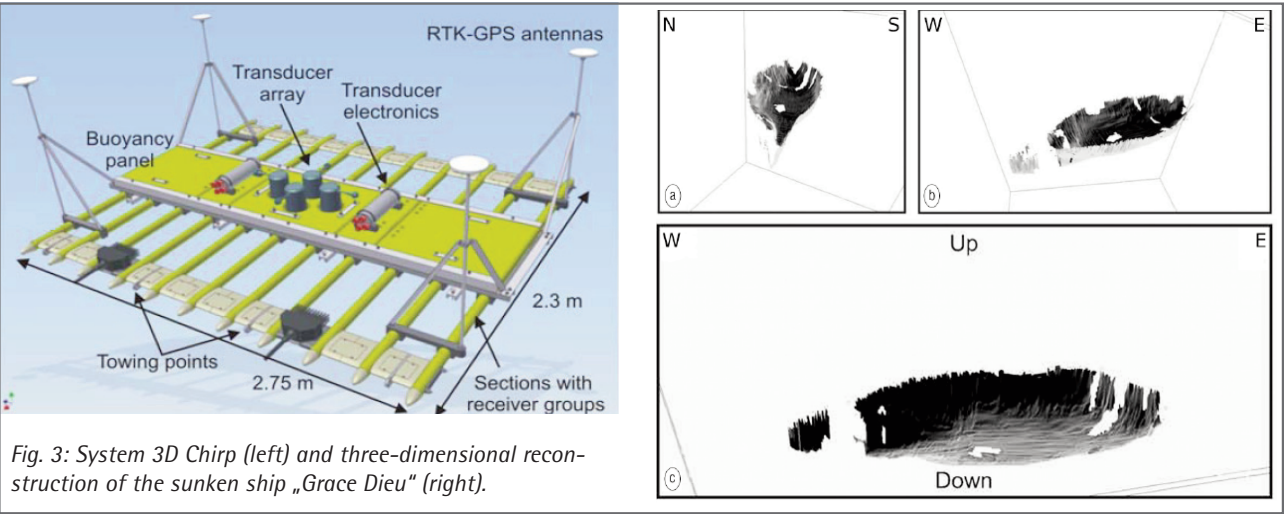 RTK-GPS antennas
Transducer
array
Transducer
electronics
Buoyancy
panel
2.3 m
Towing points
2.75 m
Sections with
receiver groups
Fig. 3: System 3D Chirp (left) and three-dimensional recon-
struction of the sunken ship „Grace Dieu“ (right).
N S
a
W E
b
W E
Up
Down
c